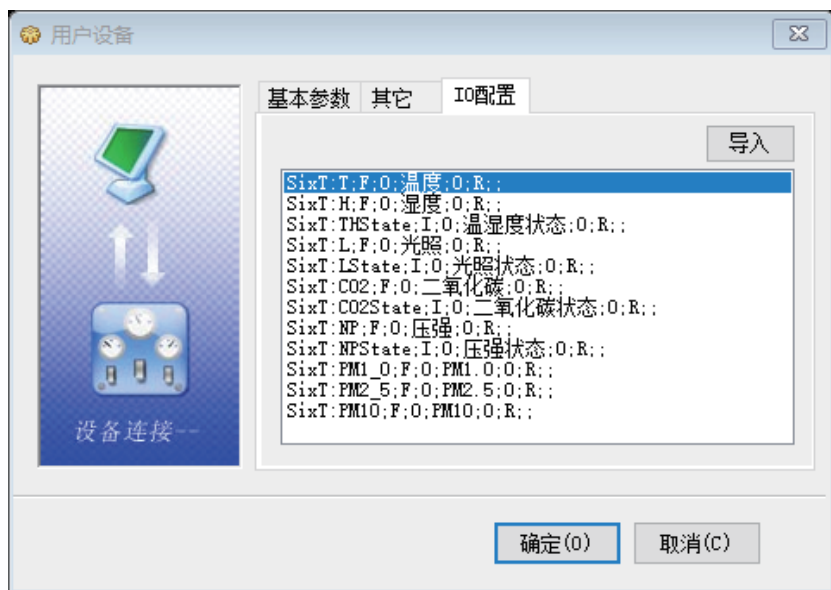 用户设备
基本参数 其它 IO配置
导入
SixT:T;F;0;温度;0;R;;
SixT:H;F;0;湿度;0;R;;
SixT:THState;I;0;温湿度状态;0;R;;
SixT:L;F;0;光照;0;R;;
SixT:LState;I;0;光照状态;0;R;;
SixT:CO2;F;0;二氧化碳;0;R;;
SixT:CO2State;I;0;二氧化碳状态;0;R;;
SixT:NP;F;0;压强;0;R;;
SixT:NPState;I;0;压强状态;0;R;;
SixT:PM1_0;F;0;PM1.0;0;R;;
SixT:PM2_5;F;0;PM2.5;0;R;;
SixT:PM10;F;0;PM10;0;R;;
设备连接--
确定(O) 取消(C)